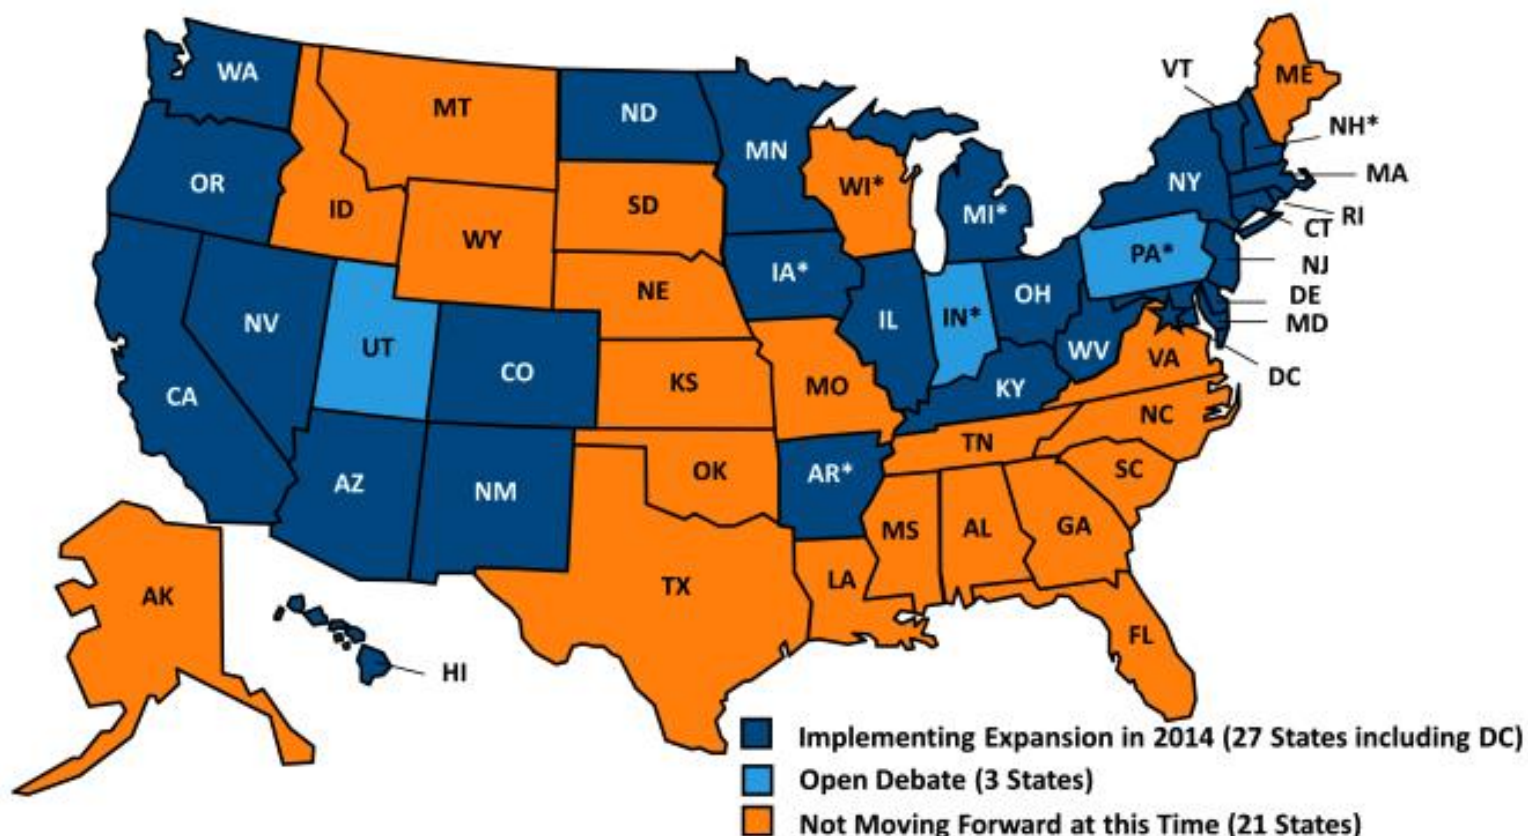 WA
MT
ND
MN
VT
ME
NH*
OR
ID
SD
WI*
MI*
NY
MA
WY
RI
CT
IA*
PA*
NJ
NE
OH
DE
NV
IL
IN*
MD
UT
WV
VA
CO
KS
MO
KY
DC
CA
NC
TN
AZ
NM
OK
AR*
SC
MS
AL
GA
AK
TX
LA
FL
HI
Implementing Expansion in 2014 (27 States including DC)
Open Debate (3 States)
Not Moving Forward at this Time (21 States)